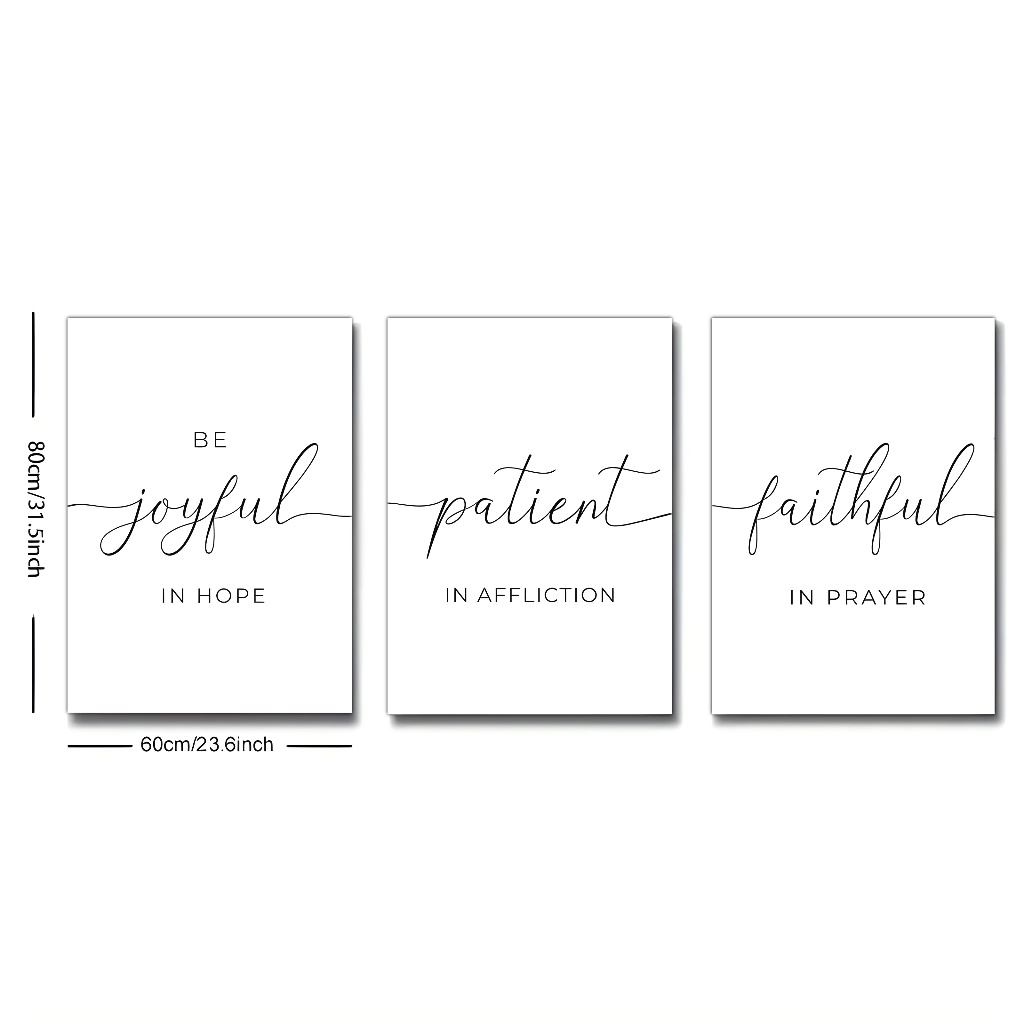 BE
joyful
IN HOPE
patient
IN AFFLICTION
faithful
IN PRAYER
80cm/31.5inch
60cm/23.6inch